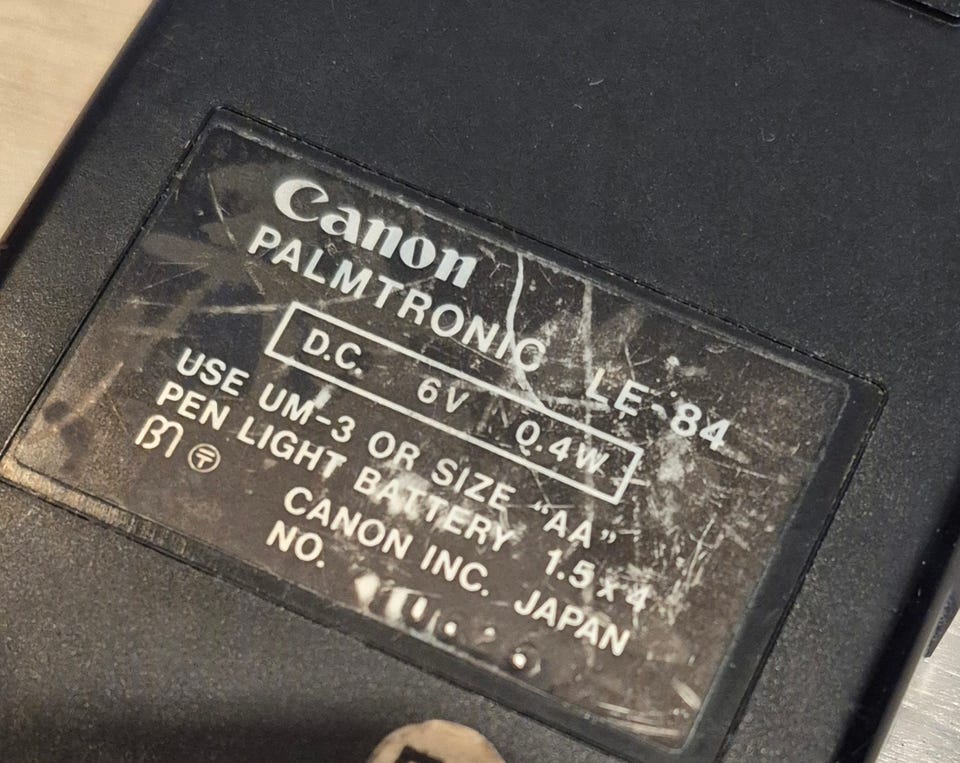 Canon
PALMTRONIC LE-84
D.C. 6V 0.4W
USE UM-3 OR SIZE "AA"
PEN LIGHT BATTERY 1.5 x 4
〒
CANON INC. JAPAN
NO.